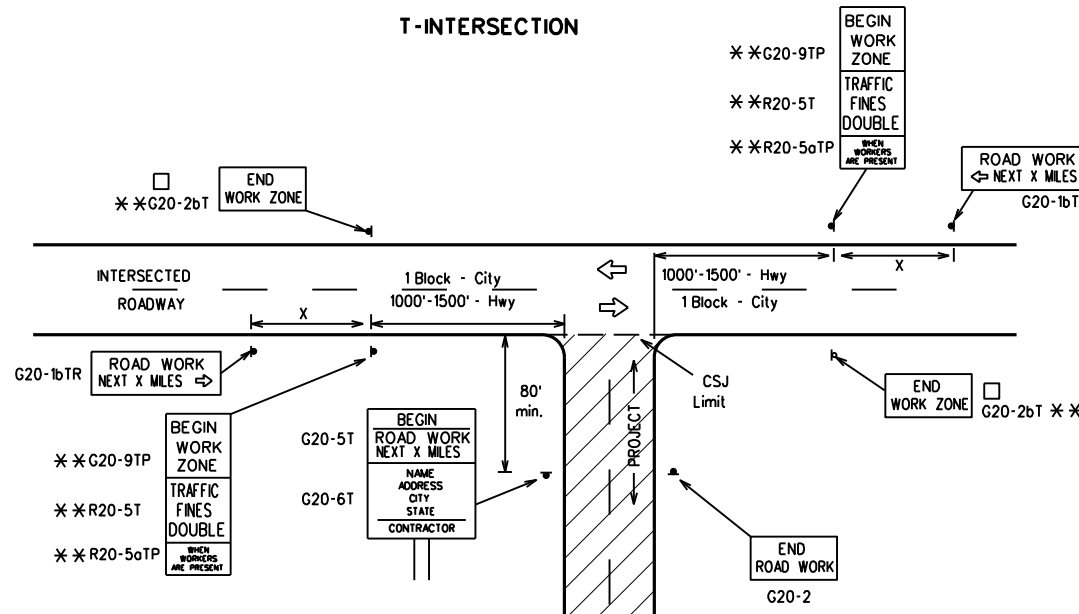 T-INTERSECTION
BEGIN
WORK
ZONE
TRAFFIC
FINES
DOUBLE
WHEN
WORKERS
ARE PRESENT
**G20-9TP
**R20-5T
**R20-5aTP
ROAD WORK
⇦ NEXT X MILES
G20-1bT
END
WORK ZONE
□
**G20-2bT
INTERSECTED
ROADWAY
1 Block - City
1000'-1500' - Hwy
X
1000'-1500' - Hwy
1 Block - City
X
G20-1bTR
ROAD WORK
NEXT X MILES ⇨
80'
min.
CSJ
Limit
PROJECT
END
WORK ZONE
□
G20-2bT **
BEGIN
WORK
ZONE
TRAFFIC
FINES
DOUBLE
WHEN
WORKERS
ARE PRESENT
**G20-9TP
**R20-5T
**R20-5aTP
G20-5T
G20-6T
BEGIN
ROAD WORK
NEXT X MILES
NAME
ADDRESS
CITY
STATE
CONTRACTOR
END
ROAD WORK
G20-2